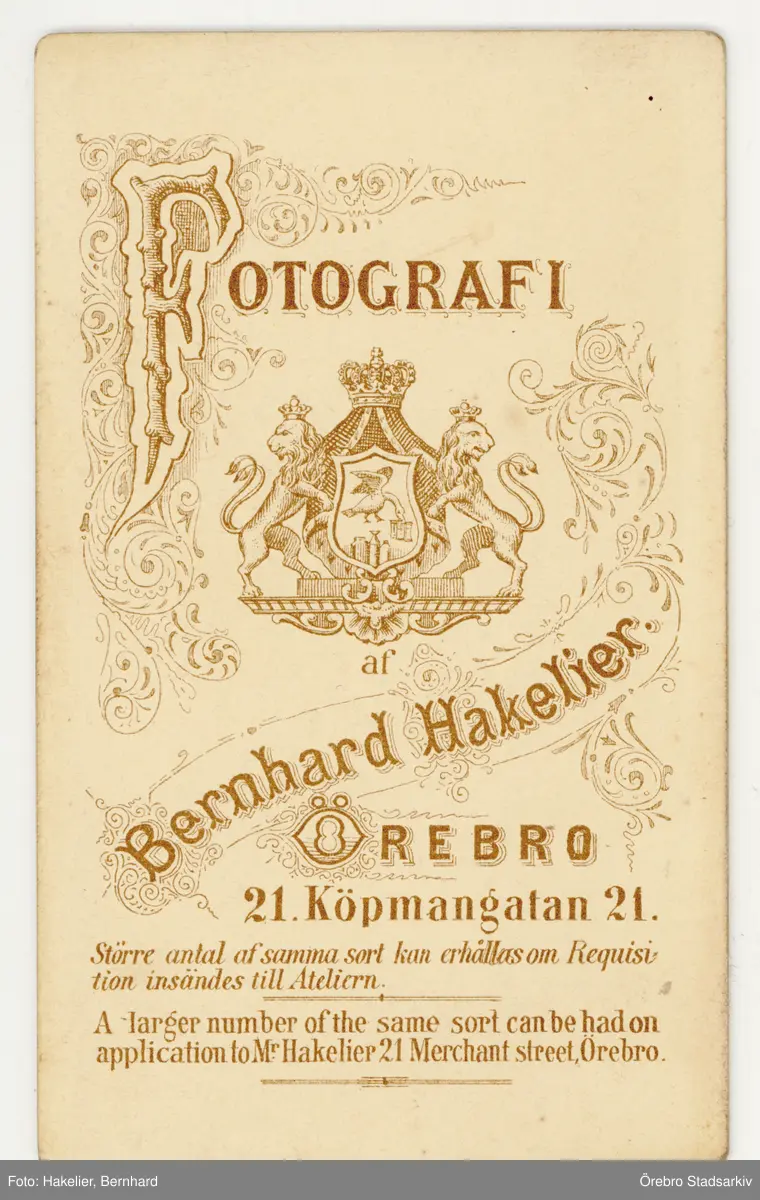 FOTOGRAFI
af
Bernhard Hakelier.
ÖREBRO
21. Köpmangatan 21.
Större antal af samma sort kan erhållas om Requisi-
tion insändes till Ateliern.
A larger number of the same sort can be had on
application to Mr Hakelier 21 Merchant street, Örebro.
Foto: Hakelier, Bernhard
Örebro Stadsarkiv